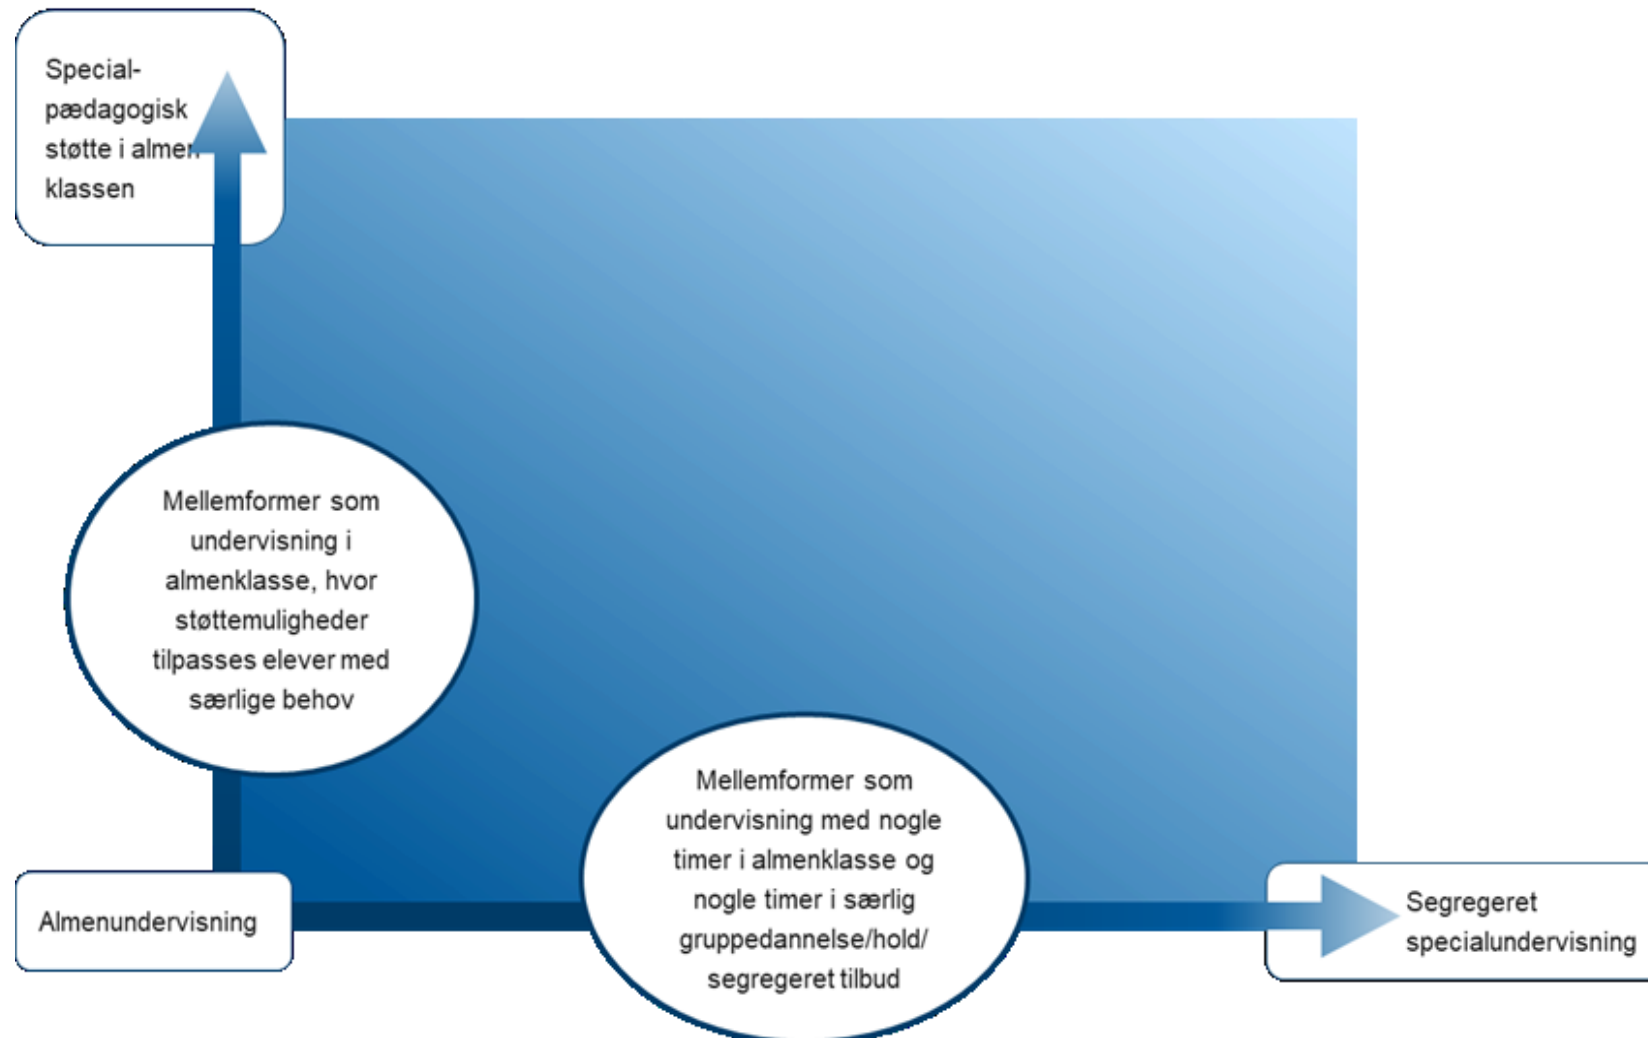 Special-
pædagogisk
støtte i almen
klassen
Mellemformer som
undervisning i
almenklasse, hvor
støttemuligheder
tilpasses elever med
særlige behov
Mellemformer som
undervisning med nogle
timer i almenklasse og
nogle timer i særlig
gruppedannelse/hold/
segregeret tilbud
Almenundervisning
Segregeret
specialundervisning